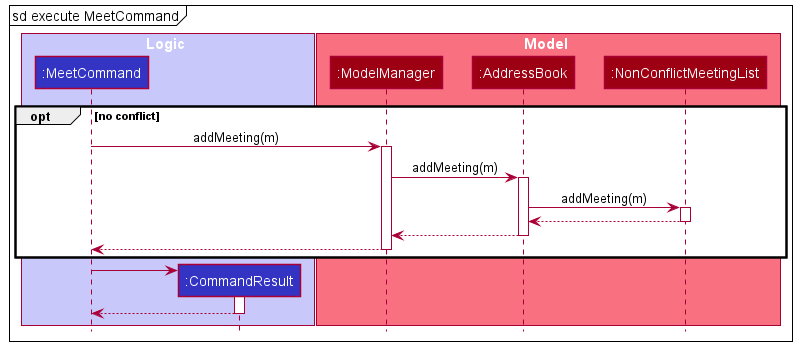 sd execute MeetCommand
Logic
Model
:MeetCommand
:ModelManager
:AddressBook
:NonConflictMeetingList
opt
[no conflict]
addMeeting(m)
addMeeting(m)
addMeeting(m)
:CommandResult